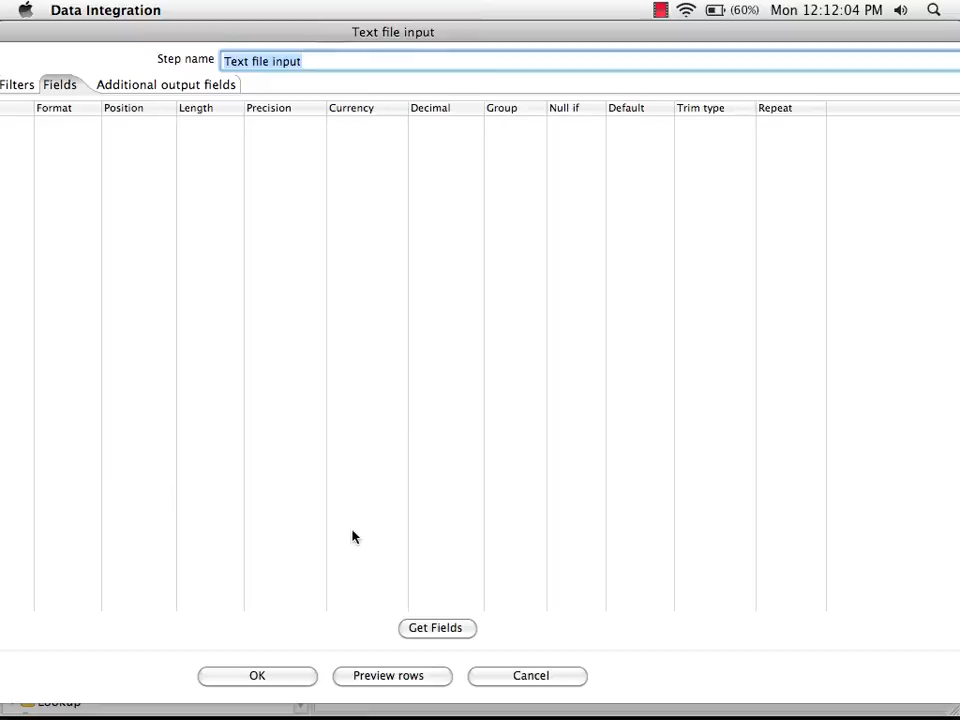 Data Integration (60%) Mon 12:12:04 PM
Text file input
Step name Text file input
Filters Fields Additional output fields
Format Position Length Precision Currency Decimal Group Null if Default Trim type Repeat
Get Fields
OK Preview rows Cancel
Lookup